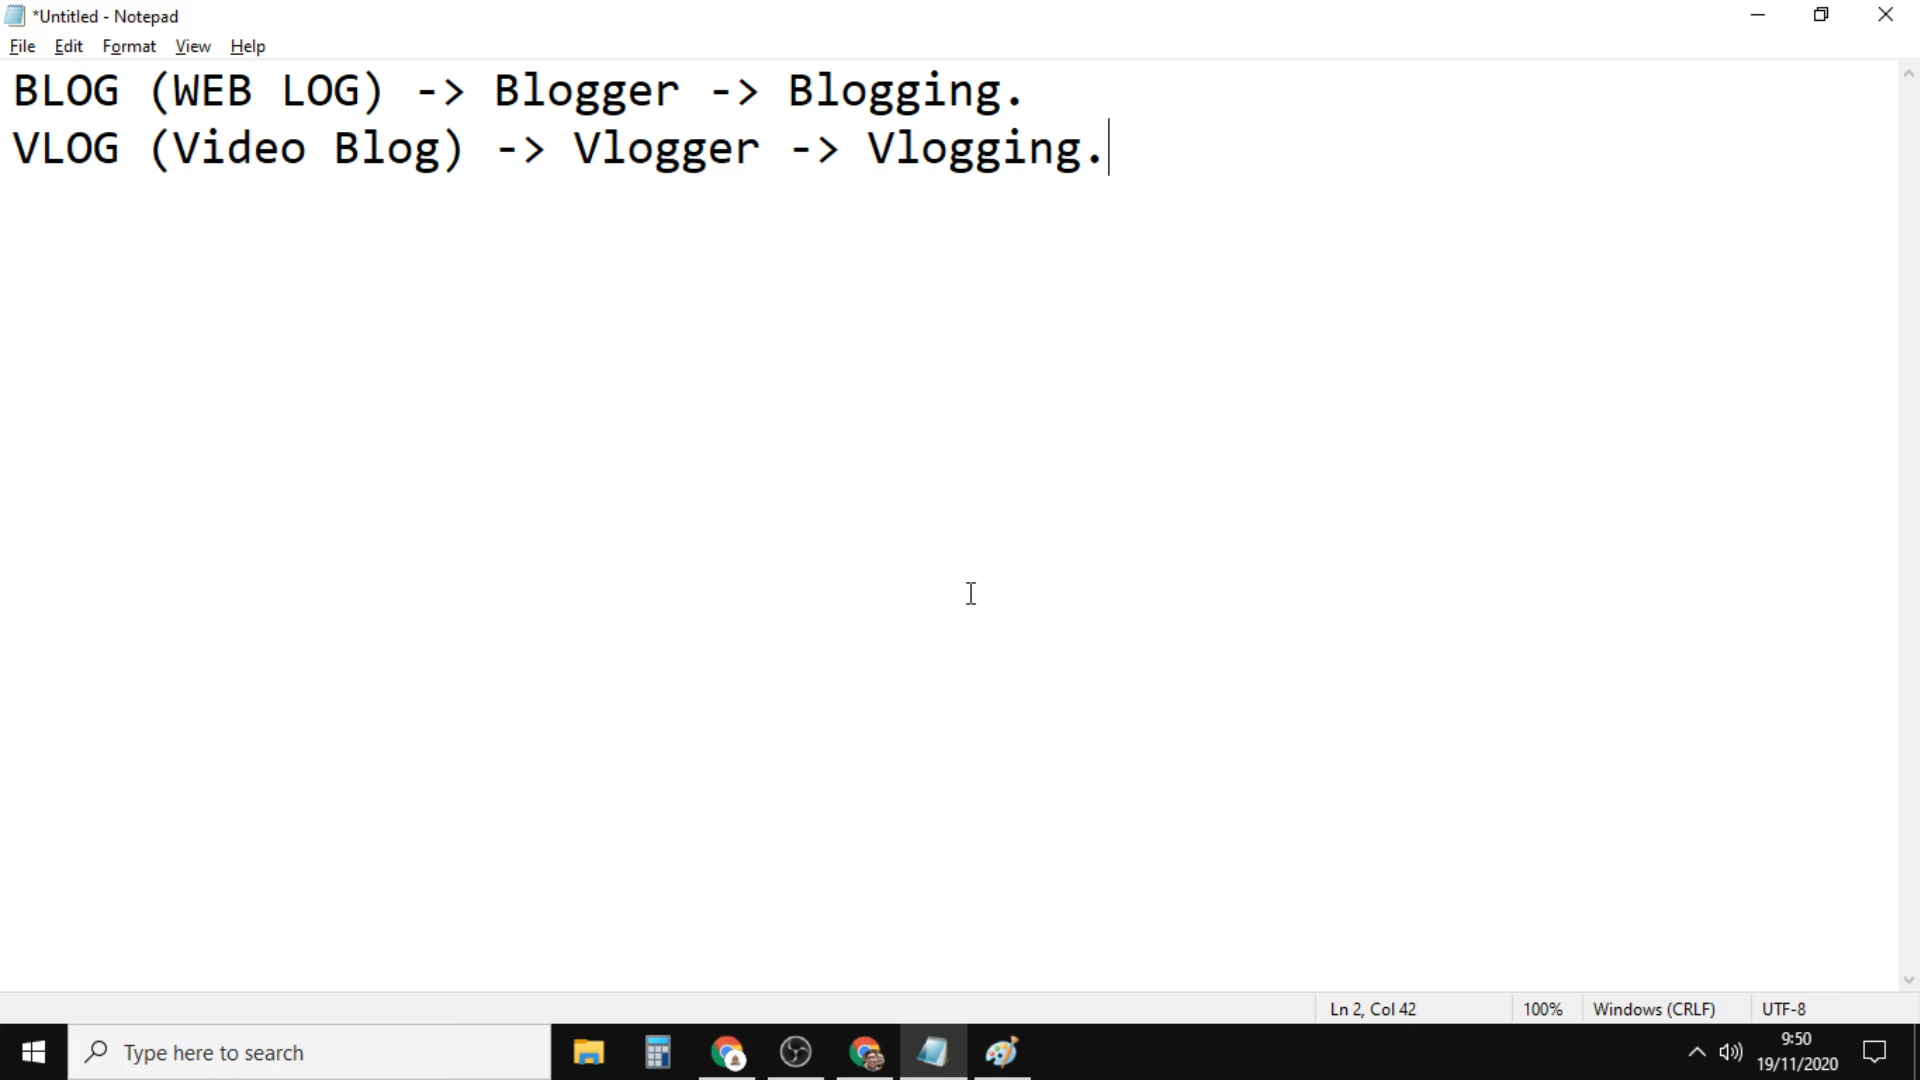 *Untitled - Notepad
File Edit Format View Help
BLOG (WEB LOG) -> Blogger -> Blogging.
VLOG (Video Blog) -> Vlogger -> Vlogging.
Ln 2, Col 42 100% Windows (CRLF) UTF-8
Type here to search
9:50
19/11/2020